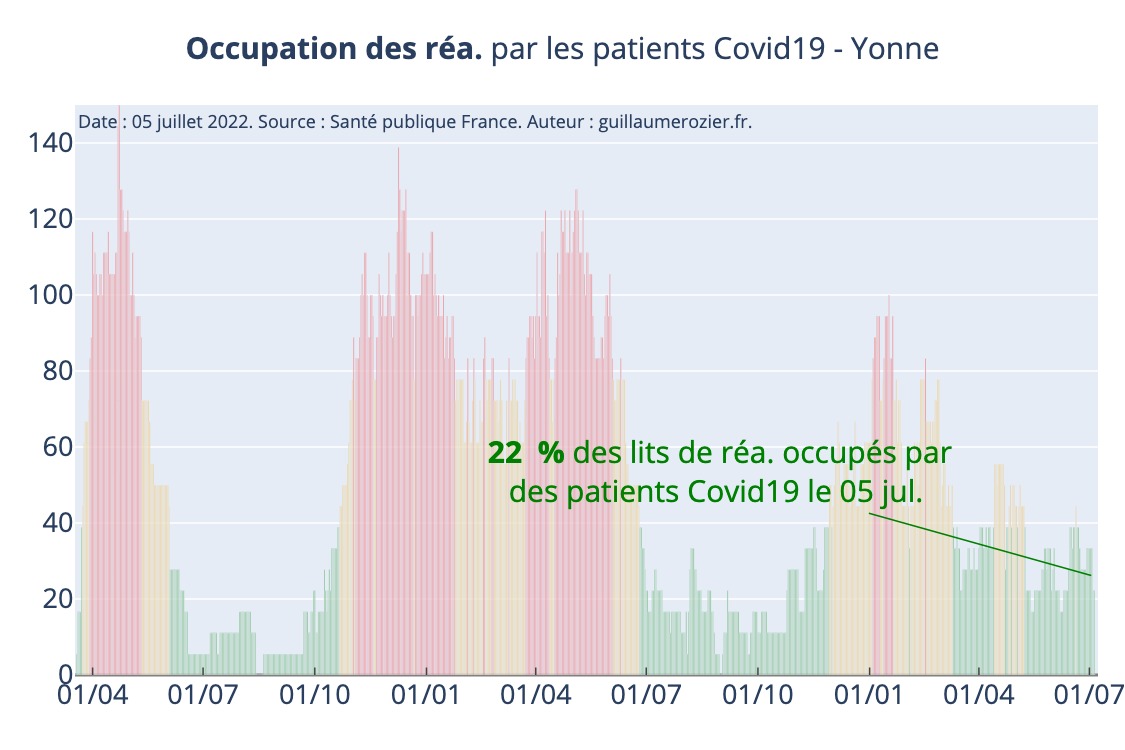 Occupation des réa. par les patients Covid19 - Yonne
Date : 05 juillet 2022. Source : Santé publique France. Auteur : guillaumerozier.fr.
140
120
100
80
60
40
20
0
22 % des lits de réa. occupés par
des patients Covid19 le 05 jul.
01/04 01/07 01/10 01/01 01/04 01/07 01/10 01/01 01/04 01/07